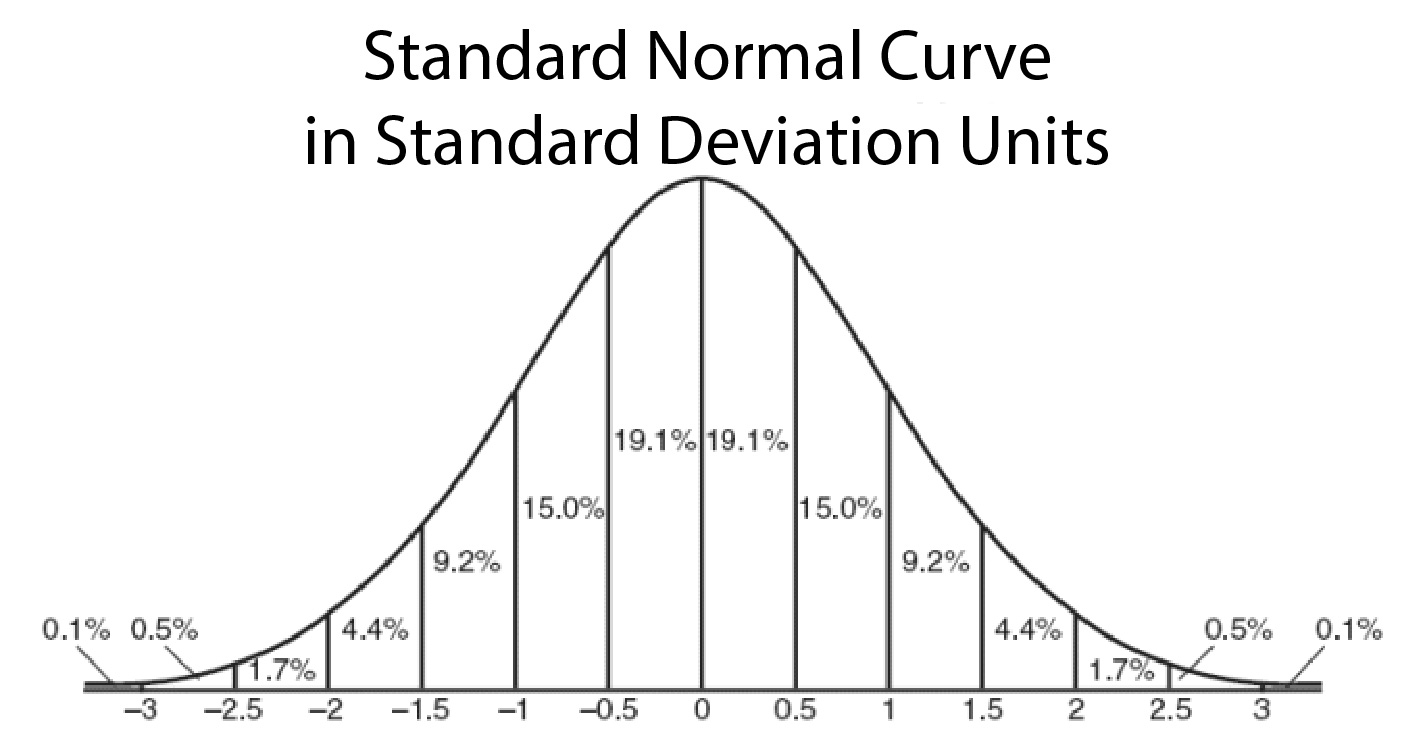 Standard Normal Curve
in Standard Deviation Units
19.1% 19.1%
15.0% 15.0%
9.2% 9.2%
0.1% 0.5% 4.4% 4.4% 0.5% 0.1%
1.7% 1.7%
–3 –2.5 –2 –1.5 –1 –0.5 0 0.5 1 1.5 2 2.5 3